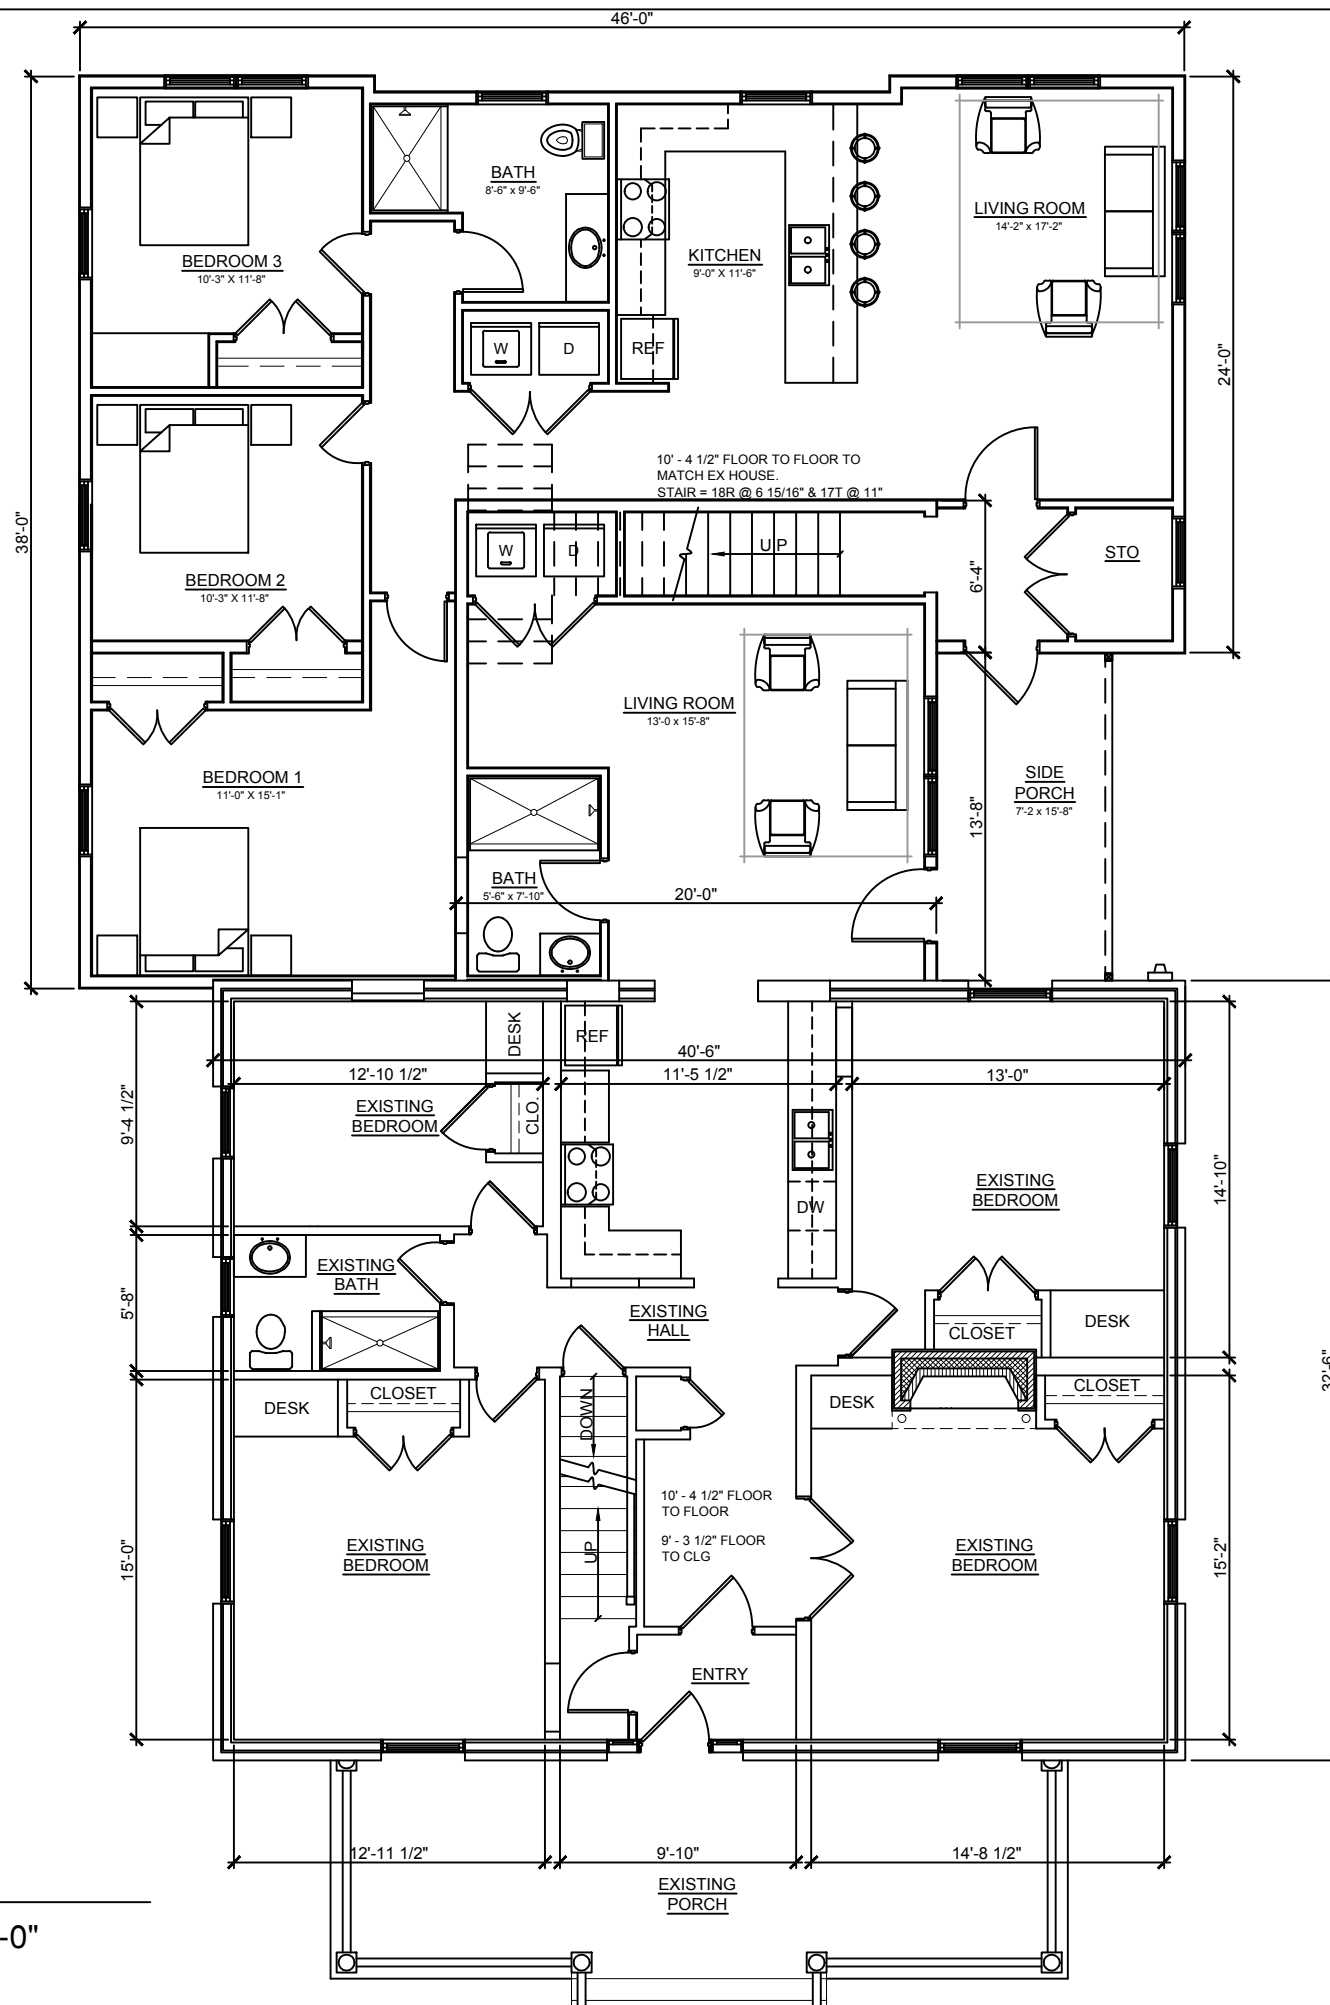 46'-0"
BATH
8'-6" x 9'-6"
LIVING ROOM
14'-2" x 17'-2"
BEDROOM 3
10'-3" X 11'-8"
KITCHEN
9'-0" X 11'-6"
W
D
REF
24'-0"
10' - 4 1/2" FLOOR TO FLOOR TO
MATCH EX HOUSE.
STAIR = 18R @ 6 15/16" & 17T @ 11"
38'-0"
W
D
UP
STO
6'-4"
BEDROOM 2
10'-3" X 11'-8"
LIVING ROOM
13'-0 x 15'-8"
BEDROOM 1
11'-0" X 15'-1"
SIDE
PORCH
7'-2 x 15'-8"
13'-8"
BATH
5'-6" x 7'-10"
20'-0"
DESK
REF
40'-6"
12'-10 1/2"
11'-5 1/2"
13'-0"
9'-4 1/2"
EXISTING
BEDROOM
CLO.
14'-10"
EXISTING
BEDROOM
DW
EXISTING
BATH
5'-8"
EXISTING
HALL
CLOSET
DESK
32'-6"
DESK
CLOSET
DOWN
DESK
CLOSET
10' - 4 1/2" FLOOR
TO FLOOR
9' - 3 1/2" FLOOR
TO CLG
15'-0"
EXISTING
BEDROOM
UP
EXISTING
BEDROOM
15'-2"
ENTRY
12'-11 1/2"
9'-10"
14'-8 1/2"
EXISTING
PORCH
-0"